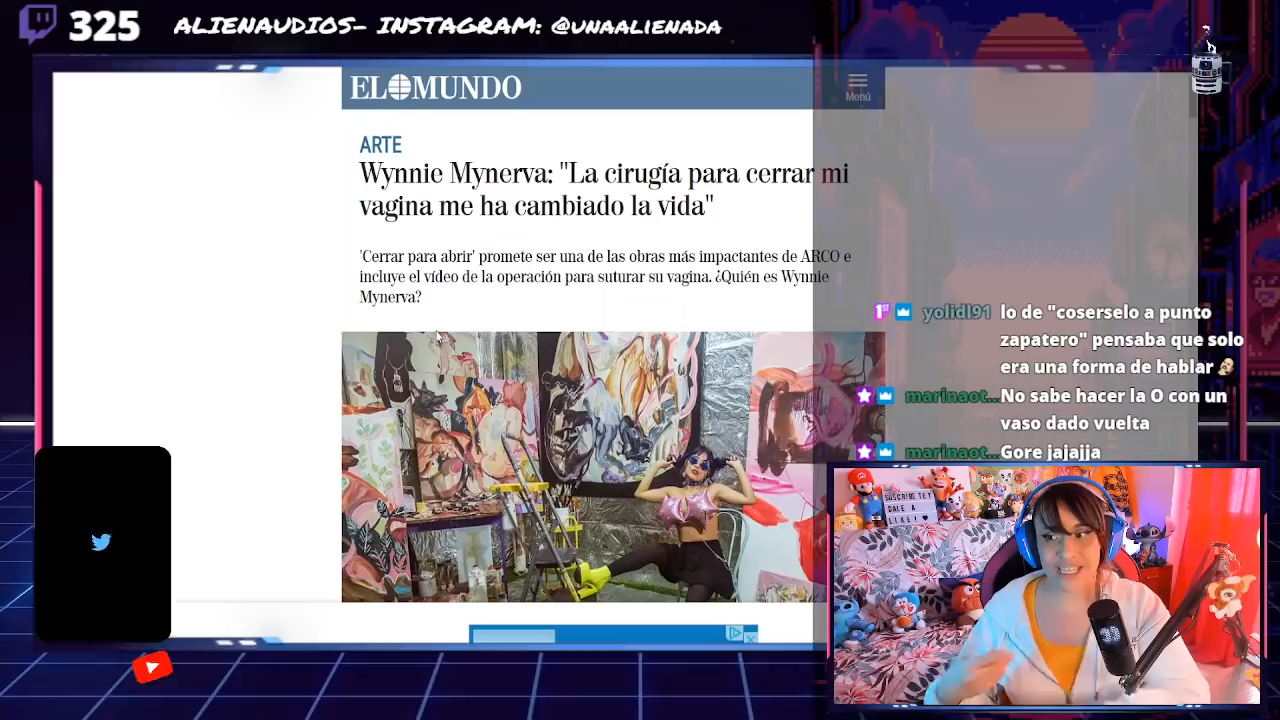 325
ALIENAUDIOS- INSTAGRAM: @UNAALIENADA
EL MUNDO
Menú
ARTE
Wynnie Mynerva: "La cirugía para cerrar mi
vagina me ha cambiado la vida"
'Cerrar para abrir' promete ser una de las obras más impactantes de ARCO e
incluye el vídeo de la operación para suturar su vagina. ¿Quién es Wynnie
Mynerva?
1ST yolidl91 lo de "coserselo a punto
zapatero" pensaba que solo
era una forma de hablar
marinaot... No sabe hacer la O con un
vaso dado vuelta
marinaot... Gore jajajja
SUSCRIBETE Y
DALE A
LIKE!